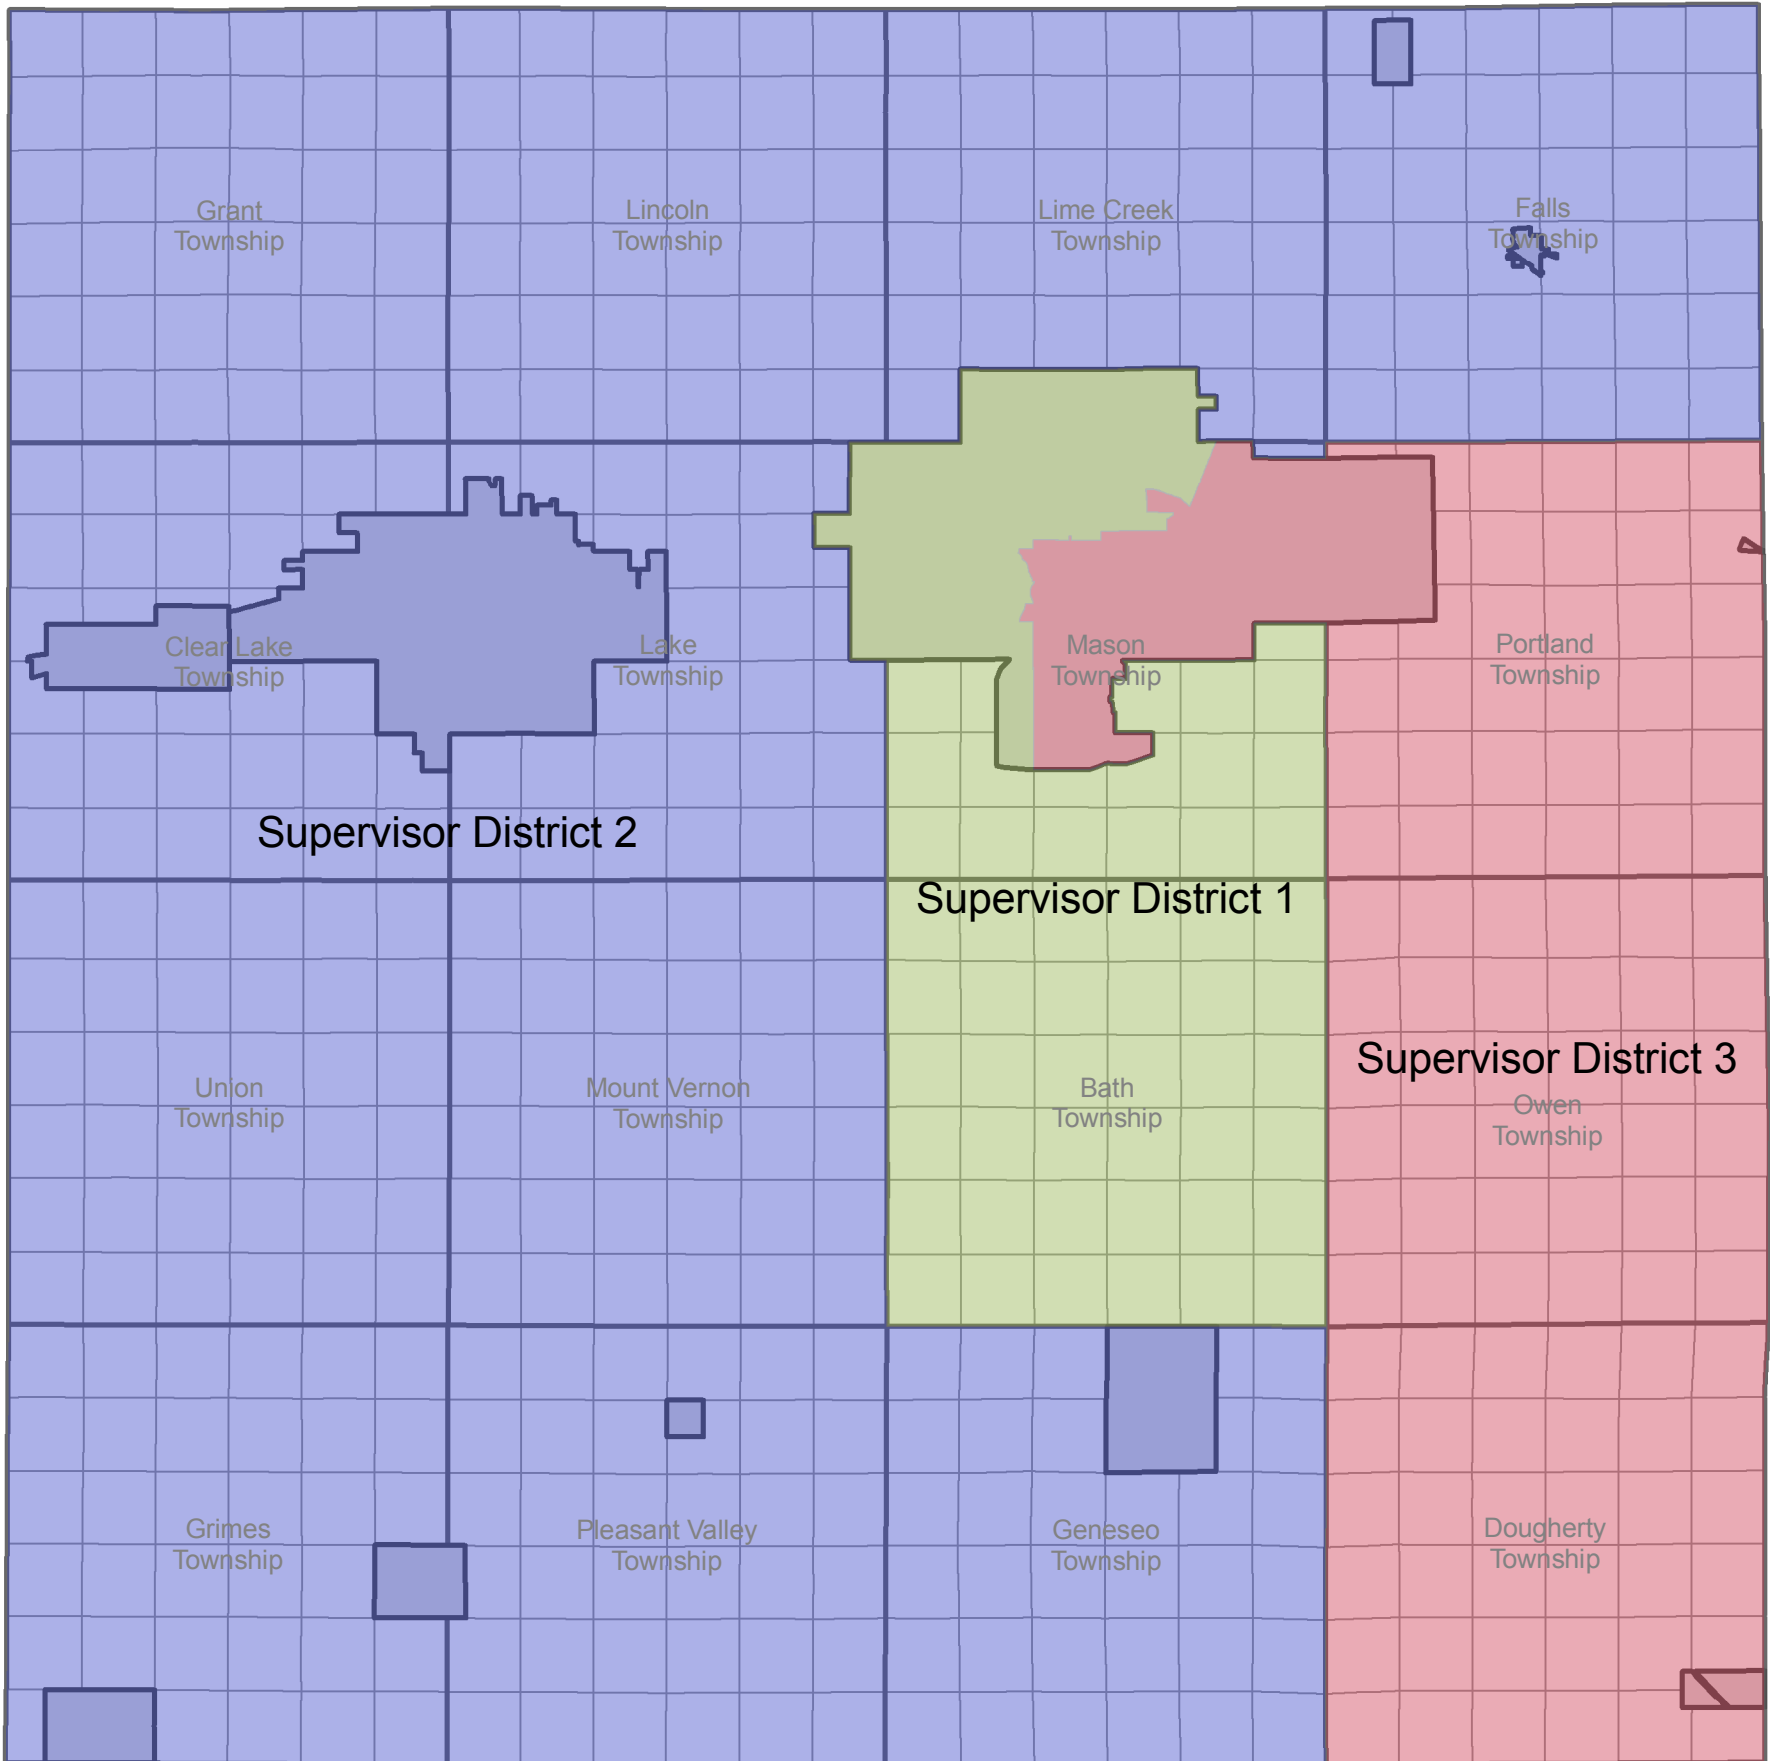 Grant
Township
Lincoln
Township
Lime Creek
Township
Falls
Township
Clear Lake
Township
Lake
Township
Mason
Township
Portland
Township
Supervisor District 2
Supervisor District 1
Supervisor District 3
Union
Township
Mount Vernon
Township
Bath
Township
Owen
Township
Grimes
Township
Pleasant Valley
Township
Geneseo
Township
Dougherty
Township